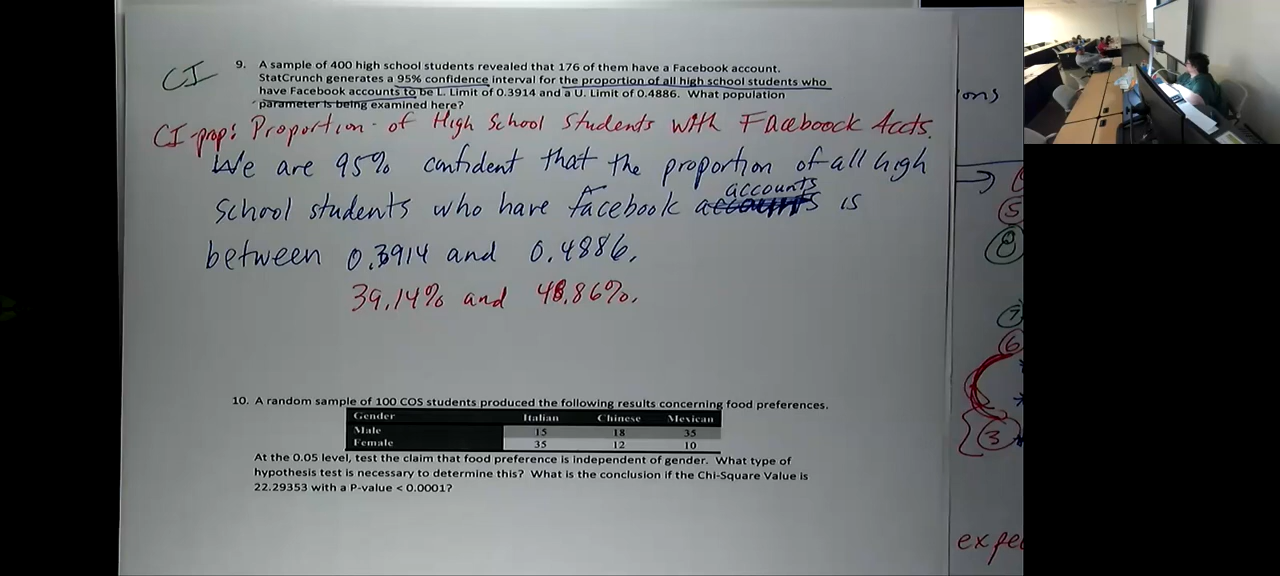 CI
9. A sample of 400 high school students revealed that 176 of them have a Facebook account.
StatCrunch generates a 95% confidence interval for the proportion of all high school students who
have Facebook accounts to be L. Limit of 0.3914 and a U. Limit of 0.4886. What population
parameter is being examined here?
CI-prop: Proportion of High School Students with Faceboock Accts.
We are 95% confident that the proportion of all high
accounts
school students who have facebook accounts is
between 0.3914 and 0.4886.
39.14% and 48.86%.
10. A random sample of 100 COS students produced the following results concerning food preferences.
Gender Italian Chinese Mexican
Male 15 18 35
Female 35 12 10
At the 0.05 level, test the claim that food preference is independent of gender. What type of
hypothesis test is necessary to determine this? What is the conclusion if the Chi-Square Value is
22.29353 with a P-value < 0.0001?
ons
5
8
7
6
3
expe